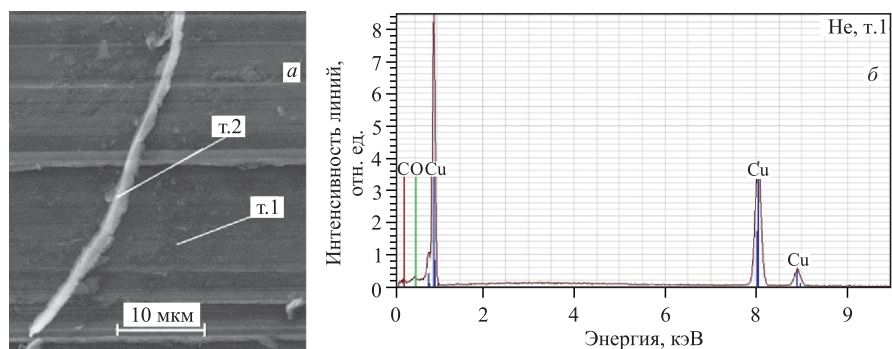 а
т.2
т.1
10 мкм
Интенсивность линий,
отн. ед.
8
7
6
5
4
3
2
1
0
Не, т.1
б
C O Cu
Cu
Cu
0 2 4 6 8 9
Энергия, кэВ